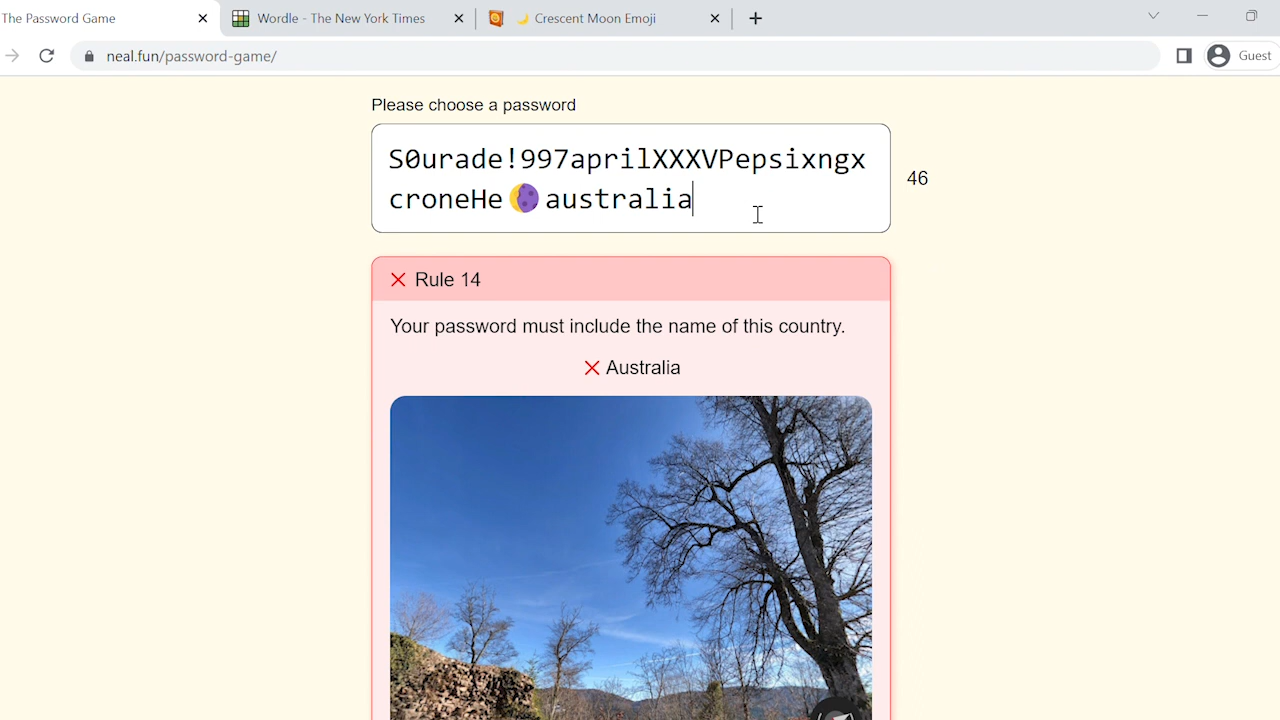 The Password Game
Wordle - The New York Times
🌙 Crescent Moon Emoji
neal.fun/password-game/
Guest
Please choose a password
S0urade!997aprilXXXVPepsixngx
croneHe🌖australia
46
Rule 14
Your password must include the name of this country.
Australia